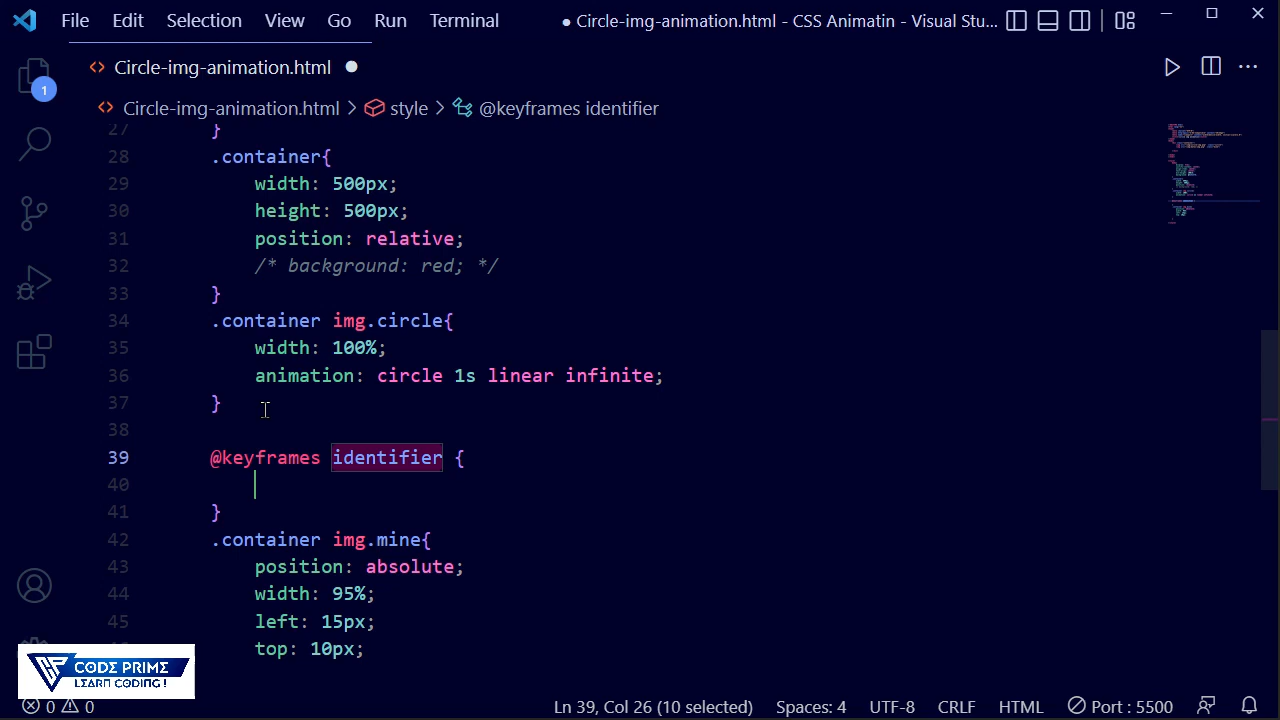 File Edit Selection View Go Run Terminal ● Circle-img-animation.html - CSS Animatin - Visual Stu...
Circle-img-animation.html
Circle-img-animation.html > style > @keyframes identifier
27 }
28 .container{
29 width: 500px;
30 height: 500px;
31 position: relative;
32 /* background: red; */
33 }
34 .container img.circle{
35 width: 100%;
36 animation: circle 1s linear infinite;
37 }
38
39 @keyframes identifier {
40
41 }
42 .container img.mine{
43 position: absolute;
44 width: 95%;
45 left: 15px;
top: 10px;
1
CODE PRIME
LEARN CODING !
0 0 Ln 39, Col 26 (10 selected) Spaces: 4 UTF-8 CRLF HTML Port : 5500